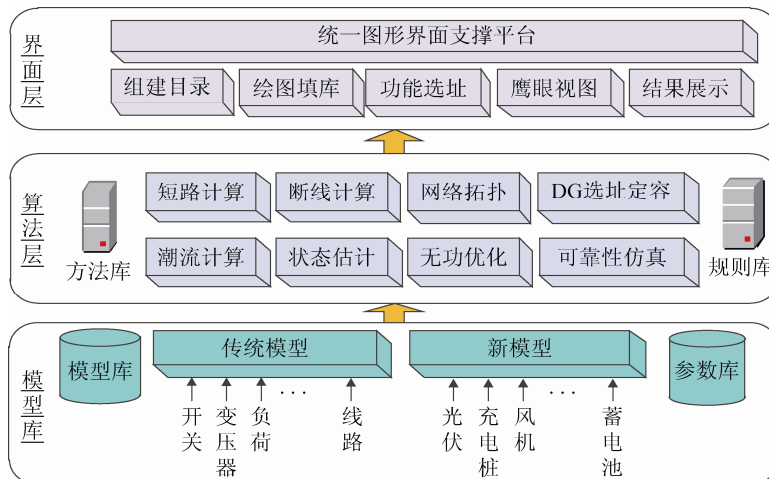 界面层
统一图形界面支撑平台
组建目录 绘图填库 功能选址 鹰眼视图 结果展示
算法层
短路计算 断线计算 网络拓扑 DG选址定容
方法库 潮流计算 状态估计 无功优化 可靠性仿真 规则库
模型库
模型库 传统模型 新模型 参数库
开关 变压器 负荷 ··· 线路 光伏 充电桩 风机 ··· 蓄电池